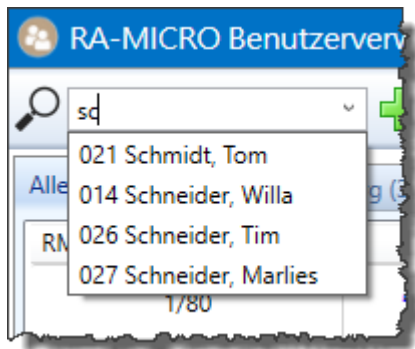 RA-MICRO Benutzerverw
sc
021 Schmidt, Tom
Alle
014 Schneider, Willa
g (3
026 Schneider, Tim
RM
027 Schneider, Marlies
1/80